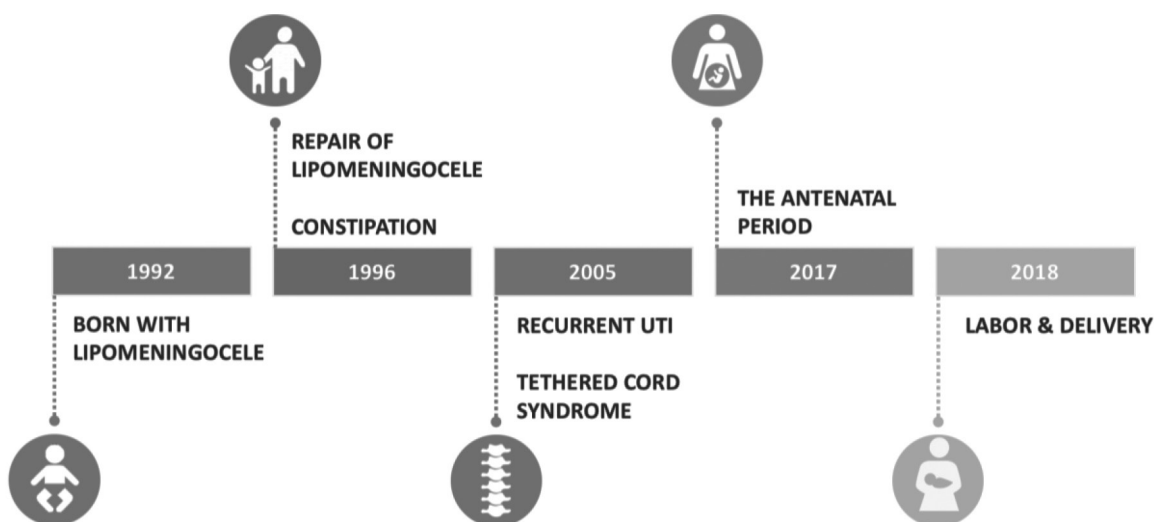 REPAIR OF
LIPOMENINGOCELE
CONSTIPATION
THE ANTENATAL
PERIOD
1992
1996
2005
2017
2018
BORN WITH
LIPOMENINGOCELE
RECURRENT UTI
TETHERED CORD
SYNDROME
LABOR & DELIVERY